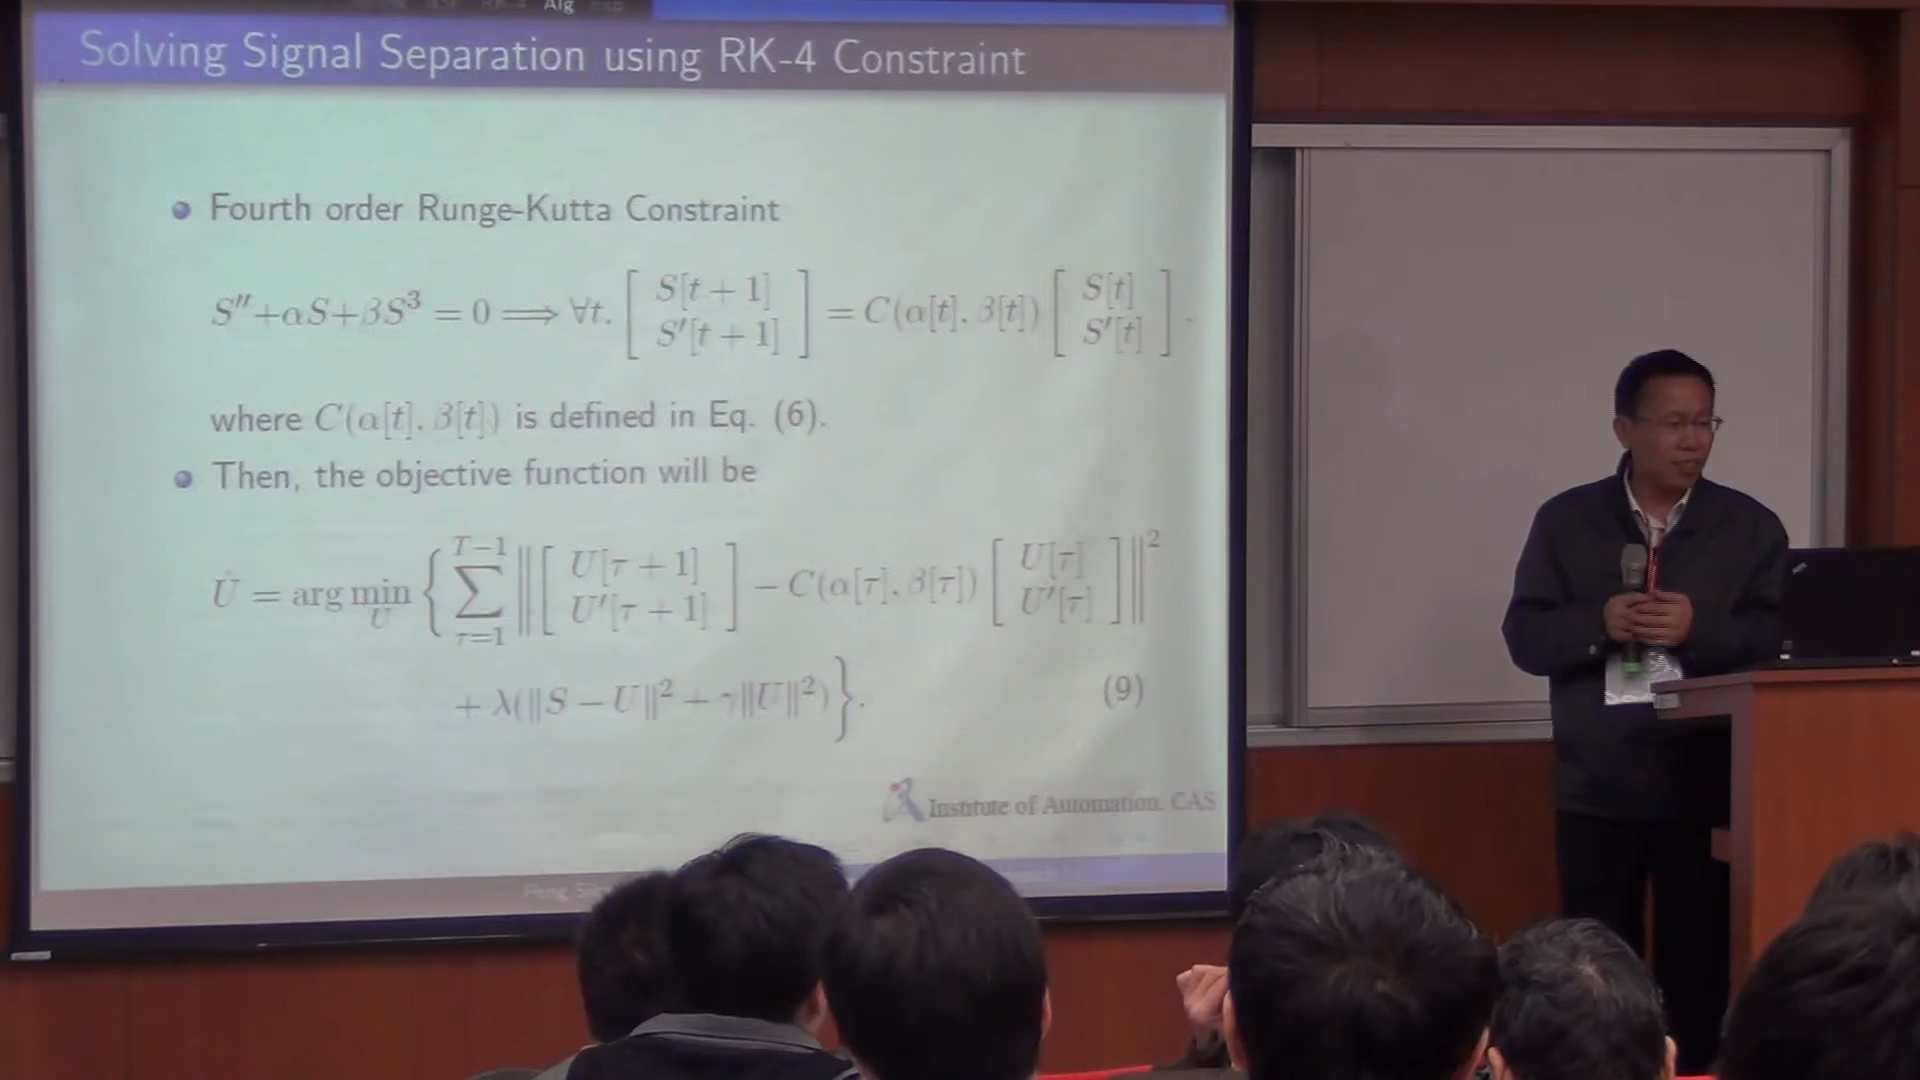 Alg
Solving Signal Separation using RK-4 Constraint
Fourth order Runge-Kutta Constraint
S″+αS+βS³ = 0 ⟹ ∀t. [ S[t + 1] S′[t + 1] ] = C(α[t], β[t]) [ S[t] S′[t] ].
where C(α[t], β[t]) is defined in Eq. (6).
Then, the objective function will be
Û = arg min_U { ∑_{τ=1}^{T−1} ‖ [ U[τ + 1] U′[τ + 1] ] − C(α[τ], β[τ]) [ U[τ] U′[τ] ] ‖²
+ λ(‖S − U‖² + γ‖U‖²) }. (9)
Institute of Automation, CAS